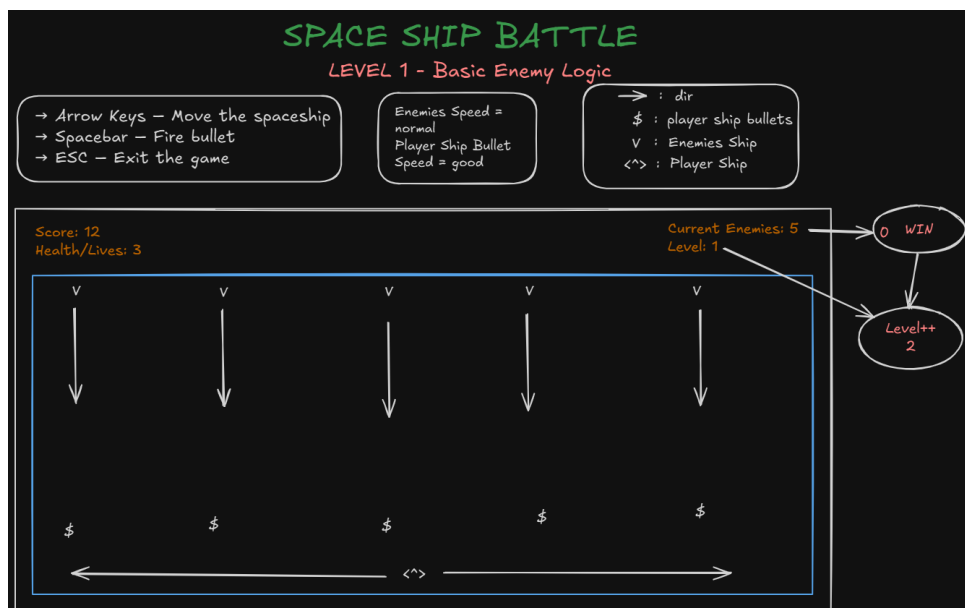 SPACE SHIP BATTLE
LEVEL 1 - Basic Enemy Logic
→ Arrow Keys – Move the spaceship
→ Spacebar – Fire bullet
→ ESC – Exit the game
Enemies Speed =
normal
Player Ship Bullet
Speed = good
: dir
$ : player ship bullets
V : Enemies Ship
<^> : Player Ship
Score: 12
Health/Lives: 3
Current Enemies: 5
Level: 1
0 WIN
Level++
2
V V V V V
$ $ $ $ $
<^>